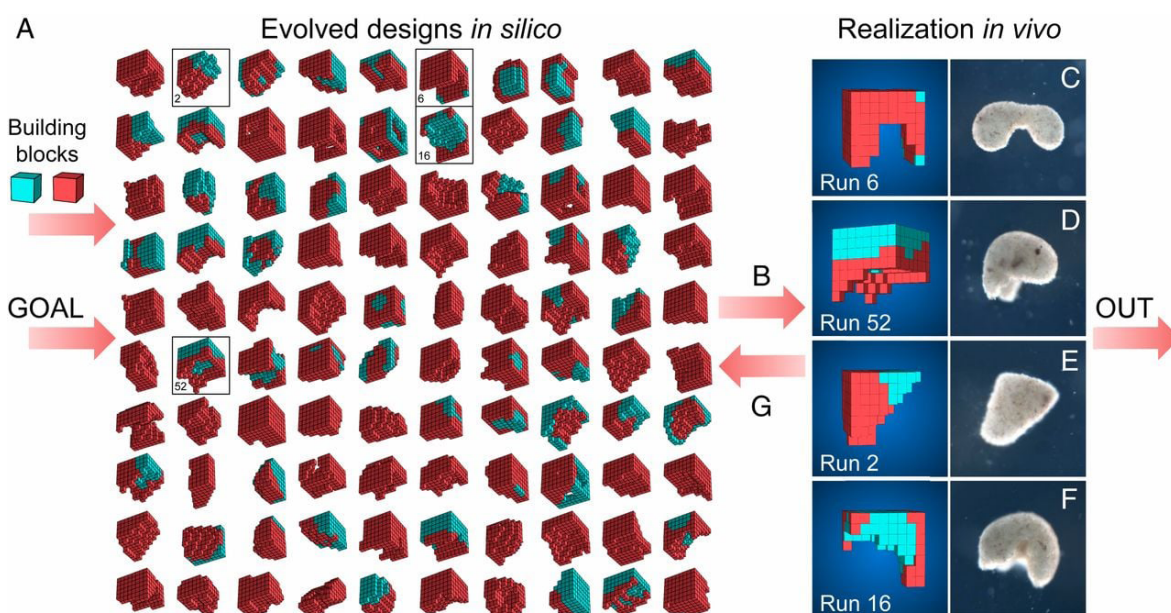 A
Evolved designs in silico
Realization in vivo
Building
blocks
GOAL
2
6
16
52
B
G
OUT
Run 6
C
Run 52
D
Run 2
E
Run 16
F